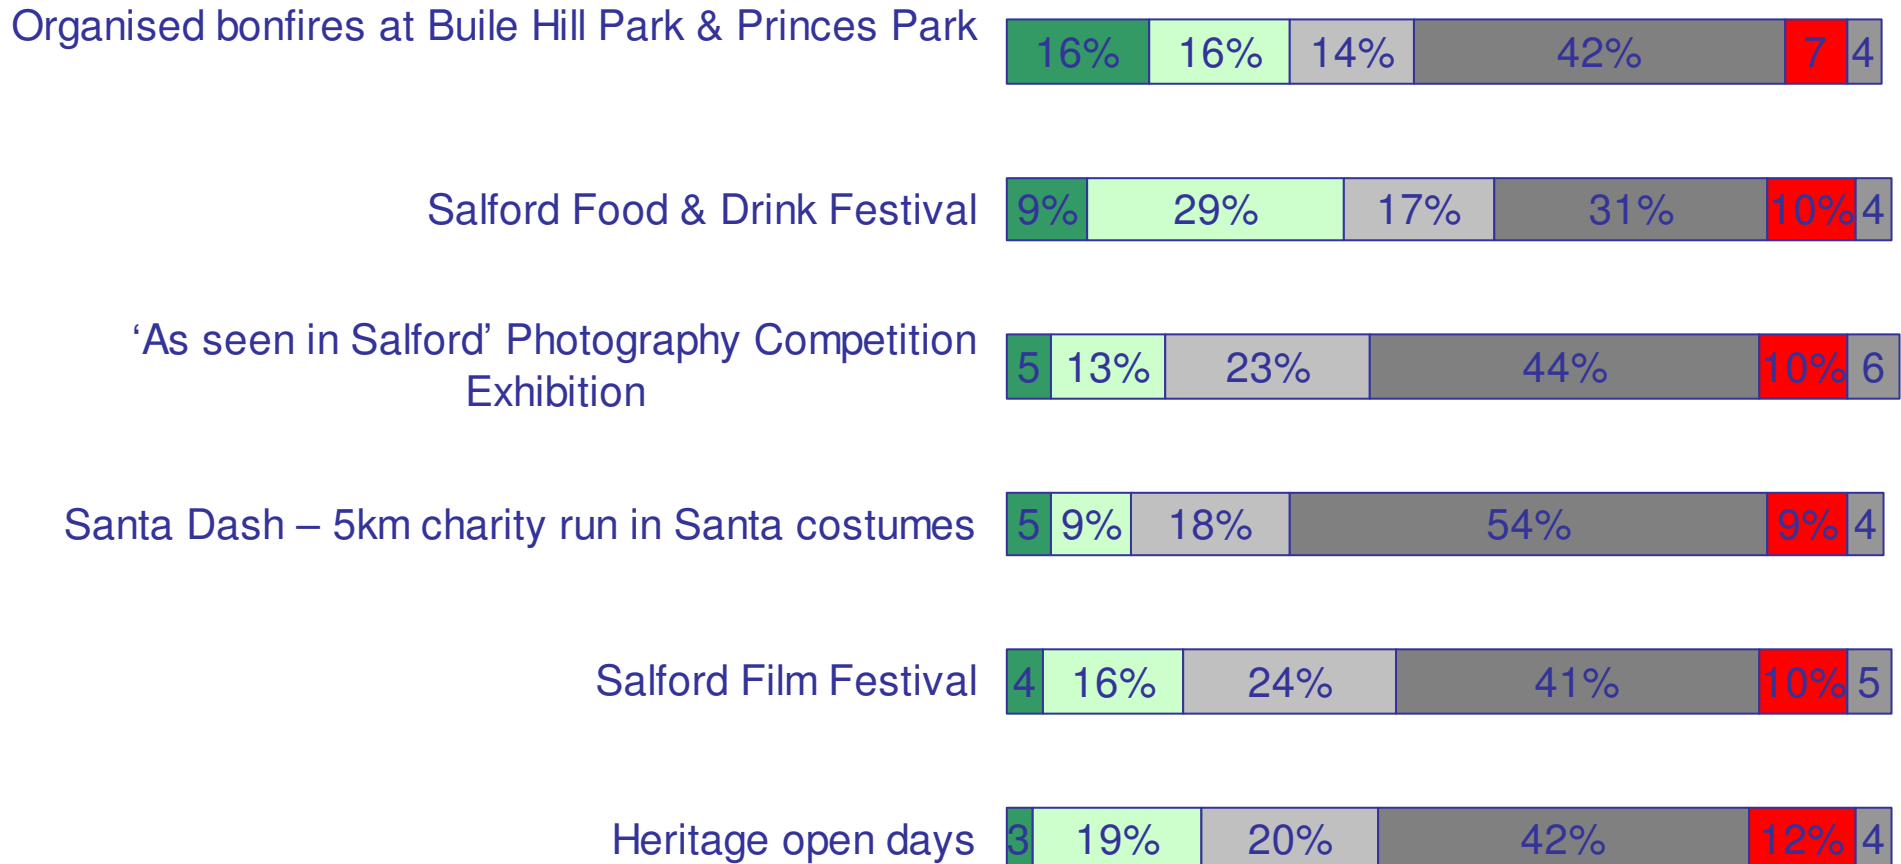 Organised bonfires at Buile Hill Park & Princes Park 16% 16% 14% 42% 7 4
Salford Food & Drink Festival 9% 29% 17% 31% 10% 4
‘As seen in Salford’ Photography Competition
Exhibition 5 13% 23% 44% 10% 6
Santa Dash – 5km charity run in Santa costumes 5 9% 18% 54% 9% 4
Salford Film Festival 4 16% 24% 41% 10% 5
Heritage open days 3 19% 20% 42% 12% 4